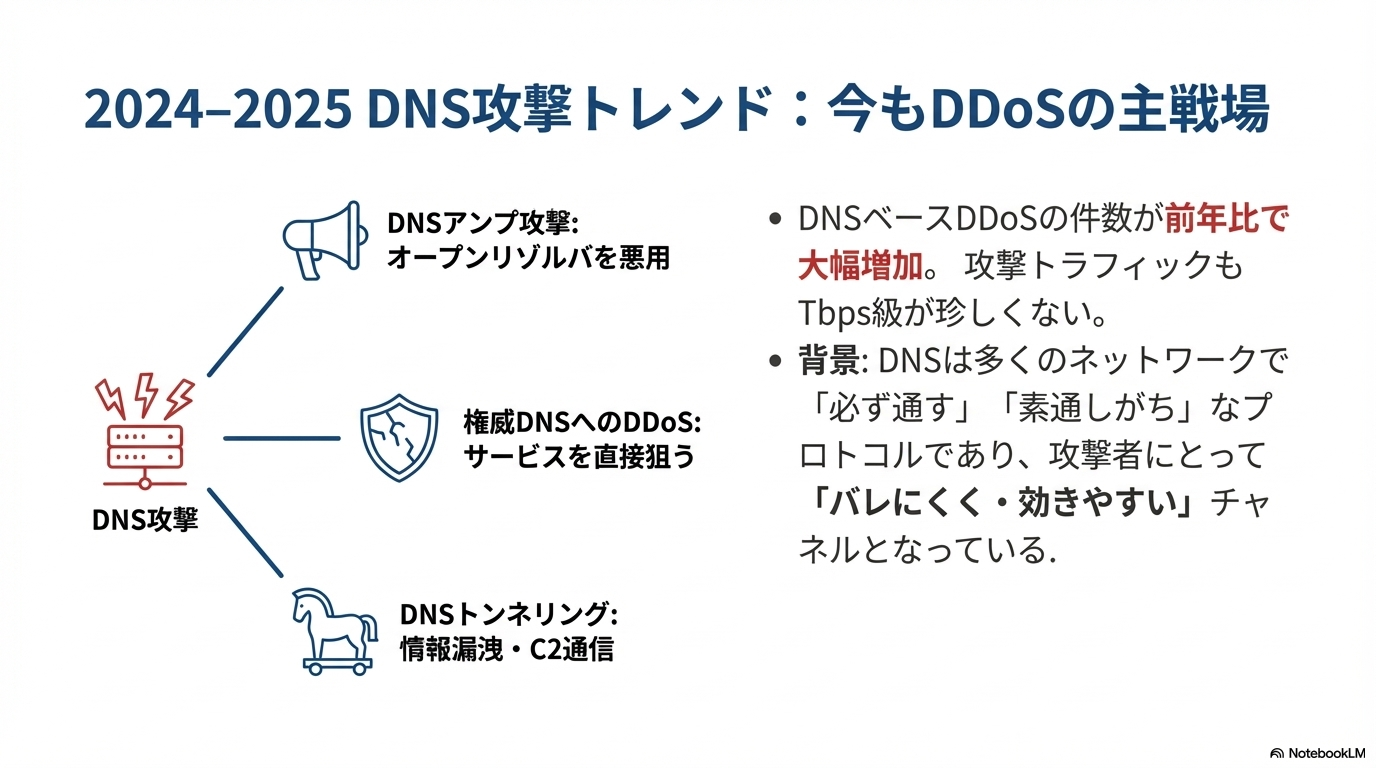 2024–2025 DNS攻撃トレンド：今もDDoSの主戦場
DNSアンプ攻撃:
オープンリゾルバを悪用
権威DNSへのDDoS:
サービスを直接狙う
DNS攻撃
DNSトンネリング:
情報漏洩・C2通信
• DNSベースDDoSの件数が前年比で
大幅増加。 攻撃トラフィックも
Tbps級が珍しくない。
• 背景: DNSは多くのネットワークで
「必ず通す」「素通しがち」なプ
ロトコルであり、攻撃者にとって
「バレにくく・効きやすい」チャ
ネルとなっている.
NotebookLM